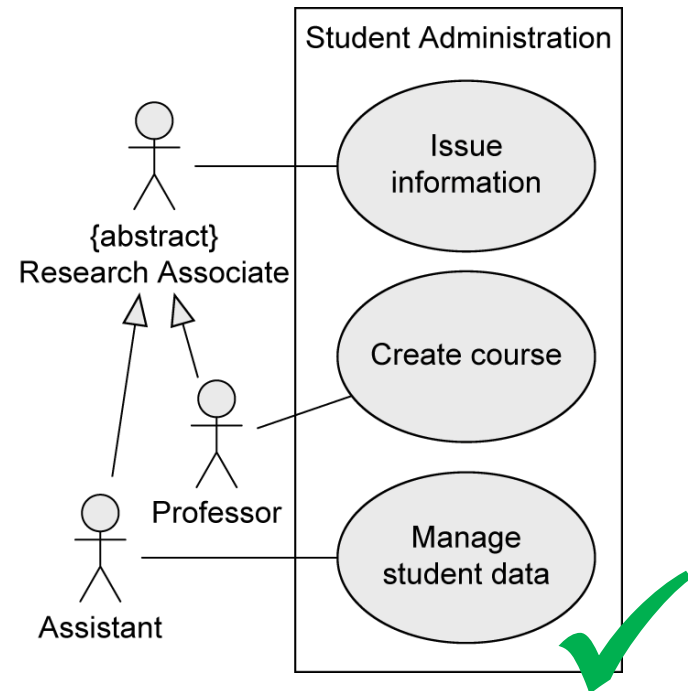 Student Administration
Issue
information
{abstract}
Research Associate
Create course
Professor
Manage
student data
Assistant